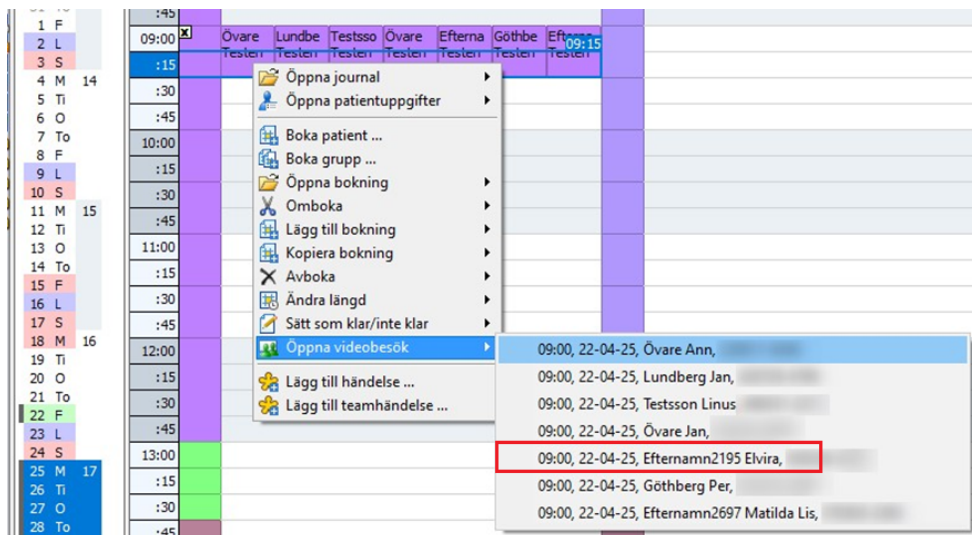 :45
1 F
09:00 x Övare Lundbe Testsso Övare Efterna Göthbe Efterna 09:15
Testen Testen Testen Testen Testen Testen Testen
2 L
3 S
:15
4 M 14
:30
5 Ti
:45
6 O
7 To
10:00
8 F
9 L
:15
10 S
:30
11 M 15
:45
12 Ti
13 O
11:00
14 To
:15
15 F
16 L
:30
17 S
:45
18 M 16
12:00
19 Ti
20 O
:15
21 To
:30
22 F
23 L
:45
24 S
13:00
25 M 17
:15
26 Ti
27 O
:30
28 To
:45
Öppna journal
Öppna patientuppgifter
Boka patient ...
Boka grupp ...
Öppna bokning
Omboka
Lägg till bokning
Kopiera bokning
Avboka
Ändra längd
Sätt som klar/inte klar
Öppna videobesök
Lägg till händelse ...
Lägg till teamhändelse ...
09:00, 22-04-25, Övare Ann,
09:00, 22-04-25, Lundberg Jan,
09:00, 22-04-25, Testsson Linus
09:00, 22-04-25, Övare Jan,
09:00, 22-04-25, Efternamn2195 Elvira,
09:00, 22-04-25, Göthberg Per,
09:00, 22-04-25, Efternamn2697 Matilda Lis,